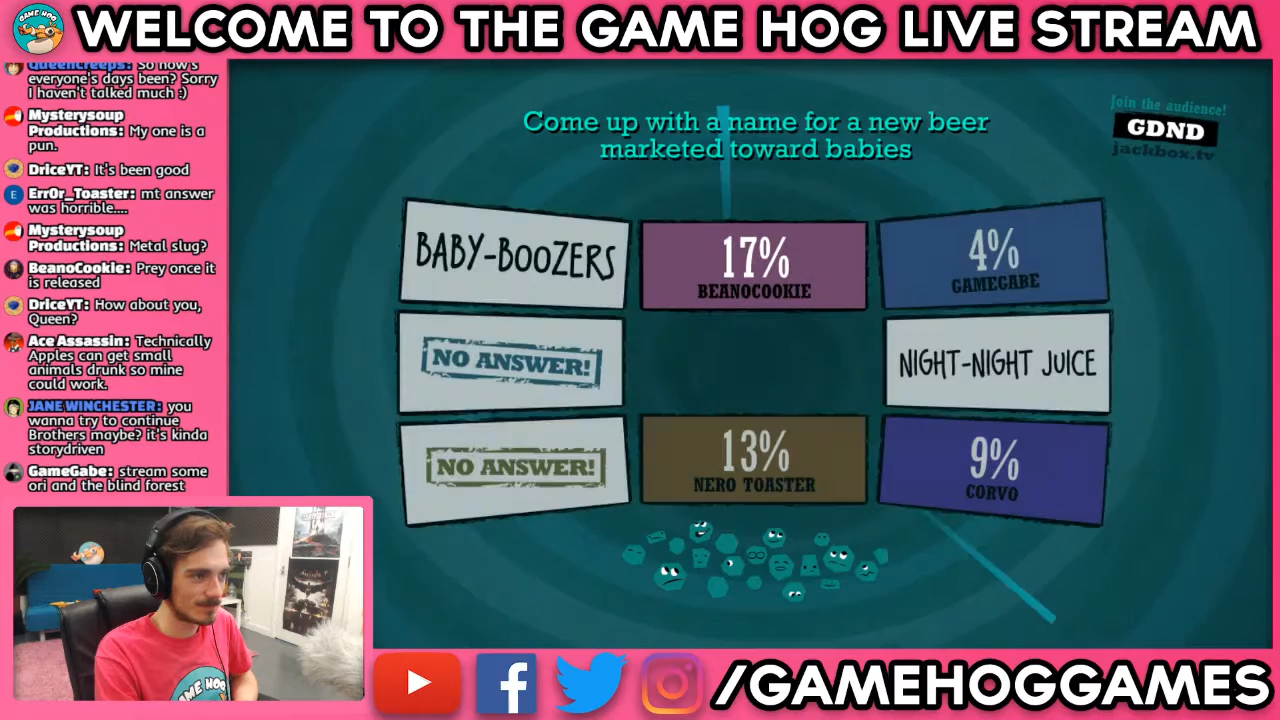 GAME HOG
WELCOME TO THE GAME HOG LIVE STREAM
Queencreeps: So how's
everyone's days been? Sorry
I haven't talked much :)
Mysterysoup
Productions: My one is a
pun.
DriceYT: It's been good
Err0r_Toaster: mt answer
was horrible....
Mysterysoup
Productions: Metal slug?
BeanoCookie: Prey once it
is released
DriceYT: How about you,
Queen?
Ace Assassin: Technically
Apples can get small
animals drunk so mine
could work.
JANE WINCHESTER: you
wanna try to continue
Brothers maybe? it's kinda
storydriven
GameGabe: stream some
ori and the blind forest
Come up with a name for a new beer
marketed toward babies
Join the audience!
GDND
jackbox.tv
BABY-BOOZERS
17%
BEANOCOOKIE
4%
GAMEGABE
NO ANSWER!
NIGHT-NIGHT JUICE
NO ANSWER!
13%
NERO TOASTER
9%
CORVO
GAME HOG
/GAMEHOGGAMES